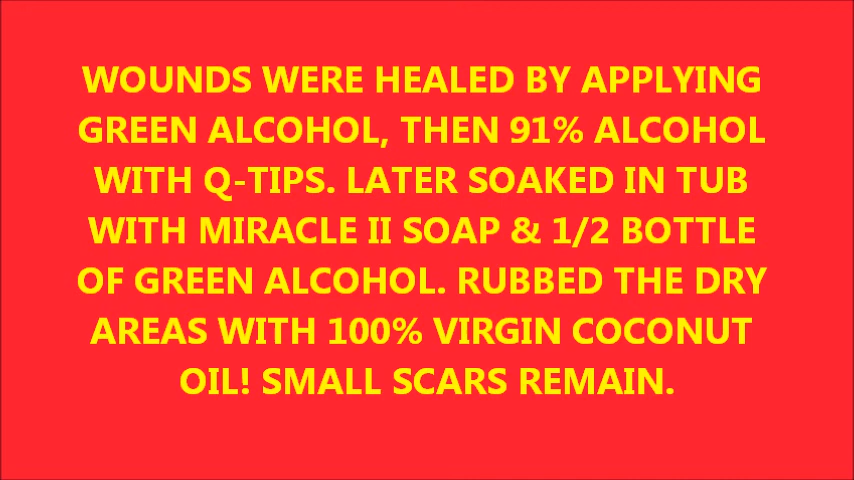 WOUNDS WERE HEALED BY APPLYING
GREEN ALCOHOL, THEN 91% ALCOHOL
WITH Q-TIPS. LATER SOAKED IN TUB
WITH MIRACLE II SOAP & 1/2 BOTTLE
OF GREEN ALCOHOL. RUBBED THE DRY
AREAS WITH 100% VIRGIN COCONUT
OIL! SMALL SCARS REMAIN.